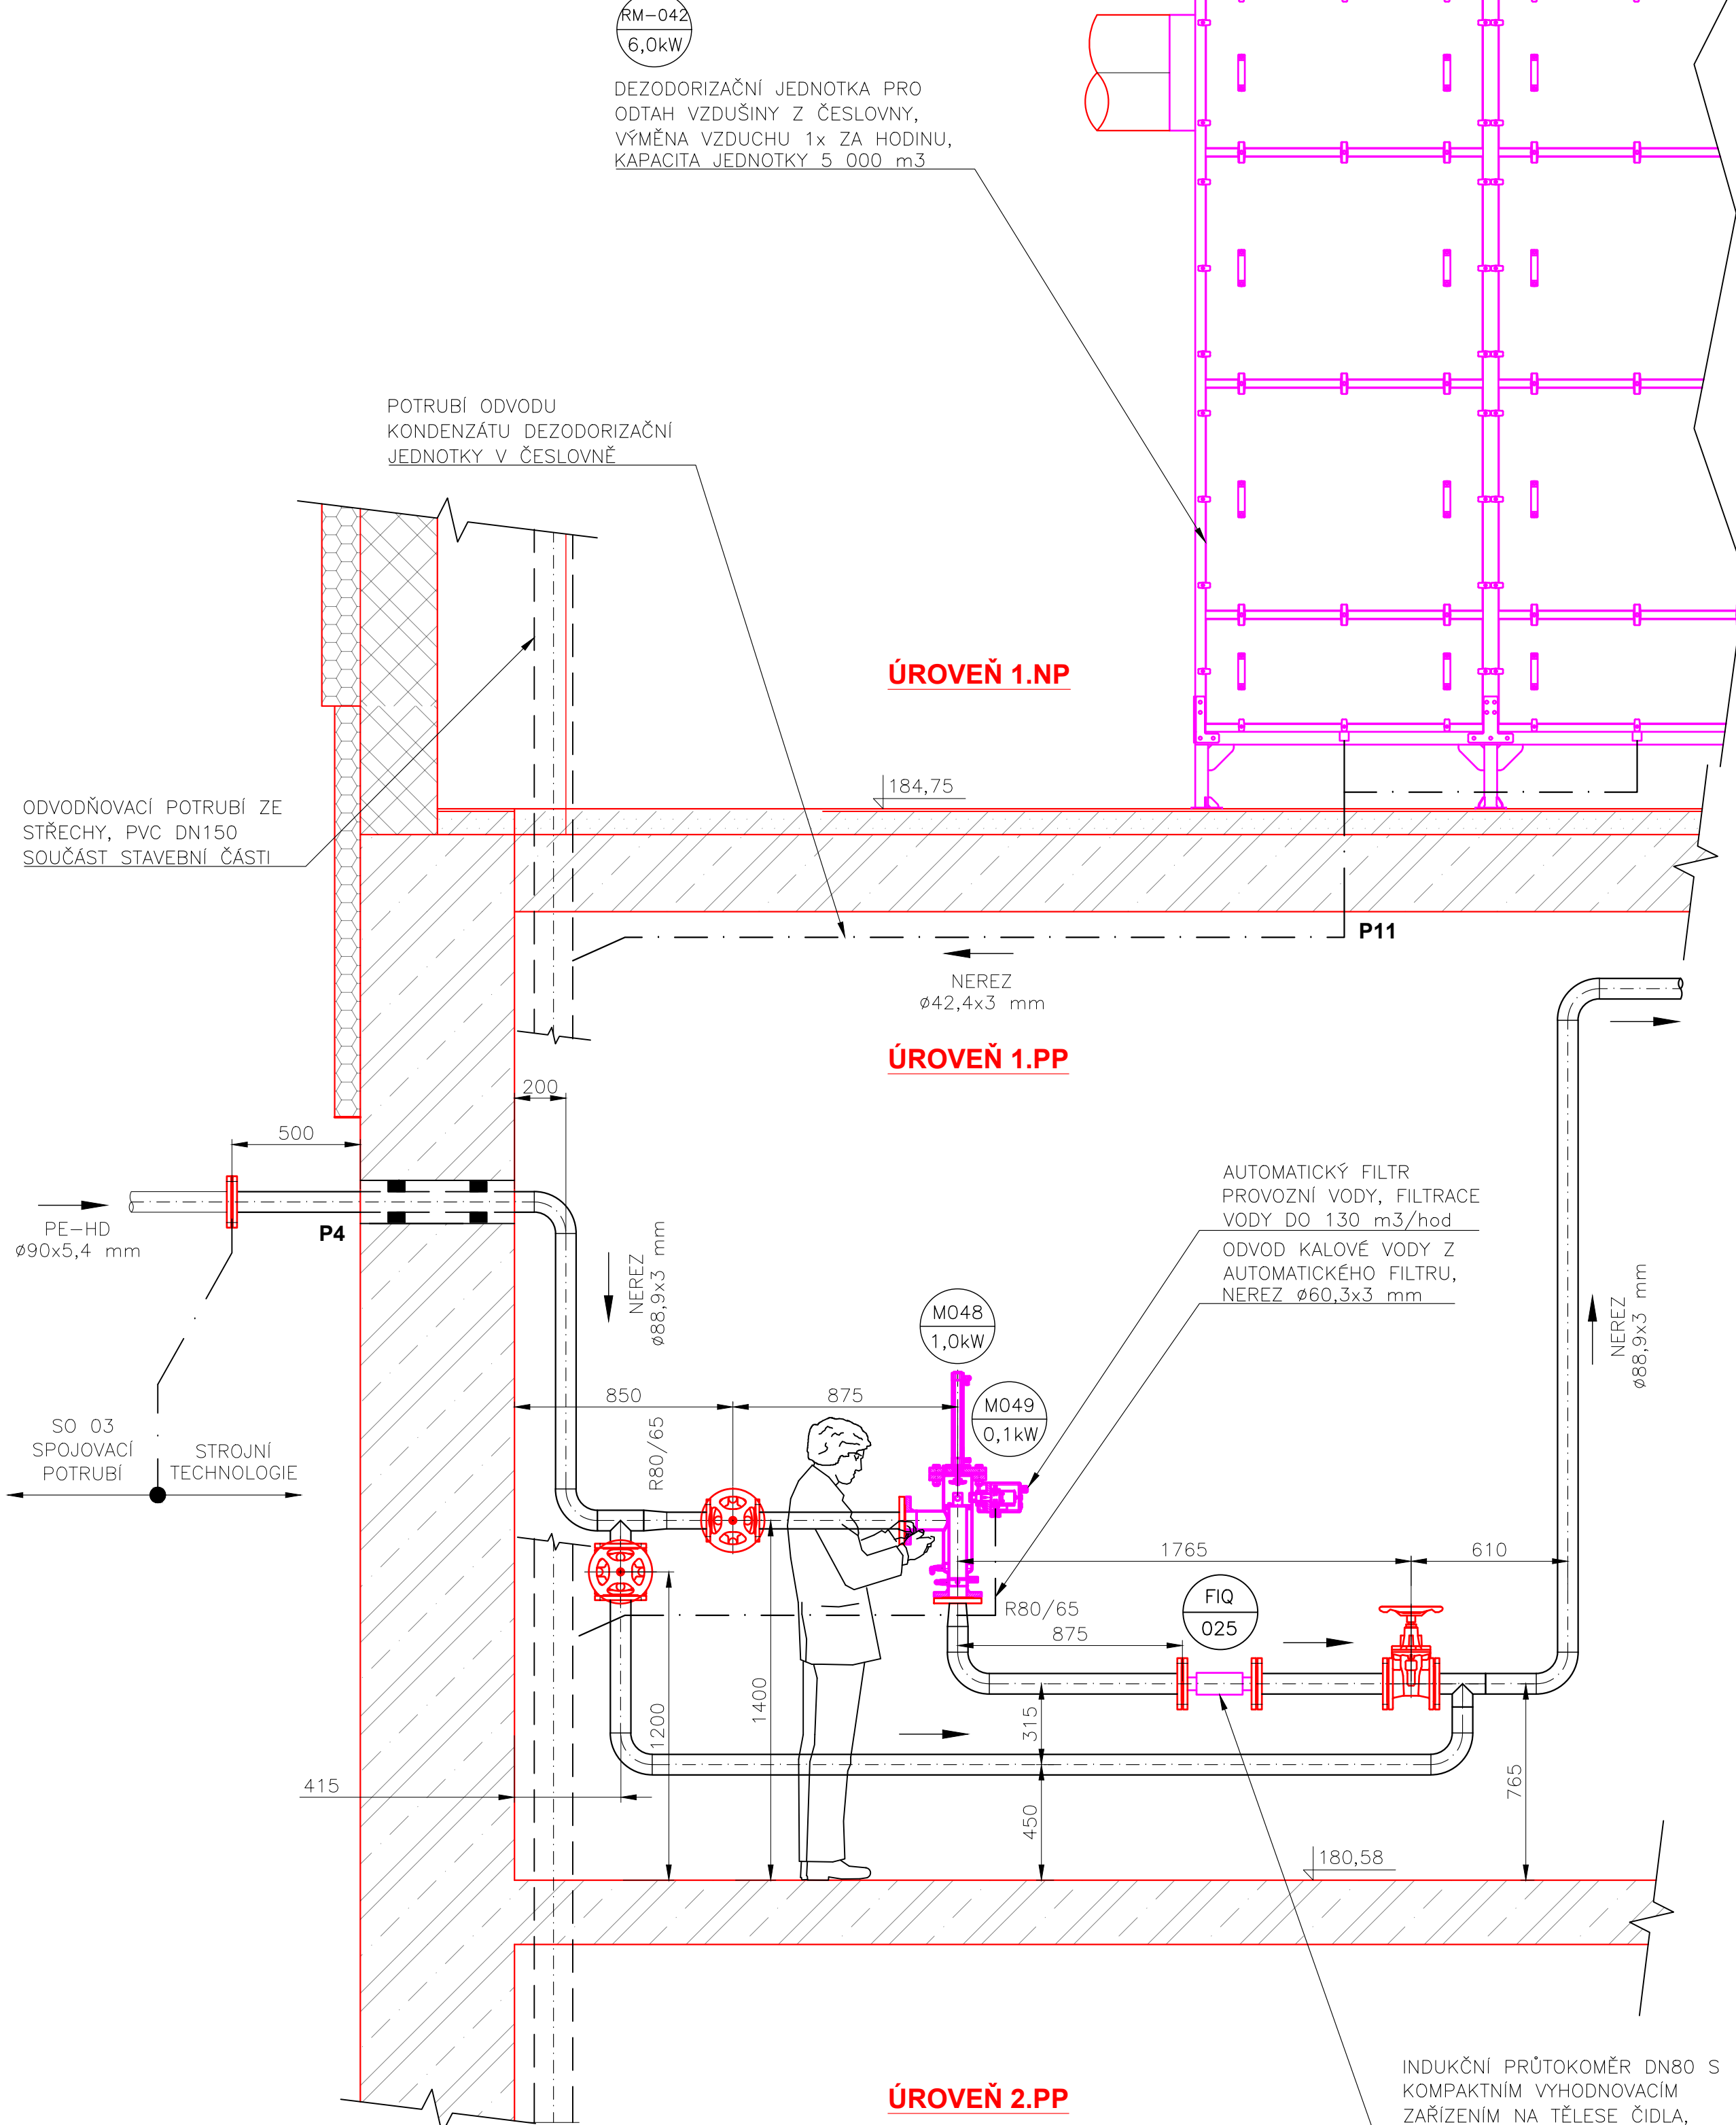 RM-042
6,0kW
DEZODORIZAČNÍ JEDNOTKA PRO
ODTAH VZDUŠINY Z ČESLOVNY,
VÝMĚNA VZDUCHU 1x ZA HODINU,
KAPACITA JEDNOTKY 5 000 m3
POTRUBÍ ODVODU
KONDENZÁTU DEZODORIZAČNÍ
JEDNOTKY V ČESLOVNĚ
ÚROVEŇ 1.NP
184,75
ODVODŇOVACÍ POTRUBÍ ZE
STŘECHY, PVC DN150
SOUČÁST STAVEBNÍ ČÁSTI
P11
NEREZ
ø42,4x3 mm
ÚROVEŇ 1.PP
200
500
PE-HD
ø90x5,4 mm
P4
NEREZ
ø88,9x3 mm
AUTOMATICKÝ FILTR
PROVOZNÍ VODY, FILTRACE
VODY DO 130 m3/hod
ODVOD KALOVÉ VODY Z
AUTOMATICKÉHO FILTRU,
NEREZ ø60,3x3 mm
NEREZ
ø88,9x3 mm
M048
1,0kW
M049
0,1kW
850
875
R80/65
SO 03
SPOJOVACÍ
POTRUBÍ
STROJNÍ
TECHNOLOGIE
1765
610
FIQ
025
R80/65
875
1200
1400
315
450
765
415
180,58
INDUKČNÍ PRŮTOKOMĚR DN80 S
KOMPAKTNÍM VYHODNOVACÍM
ZAŘÍZENÍM NA TĚLESE ČIDLA,
ÚROVEŇ 2.PP